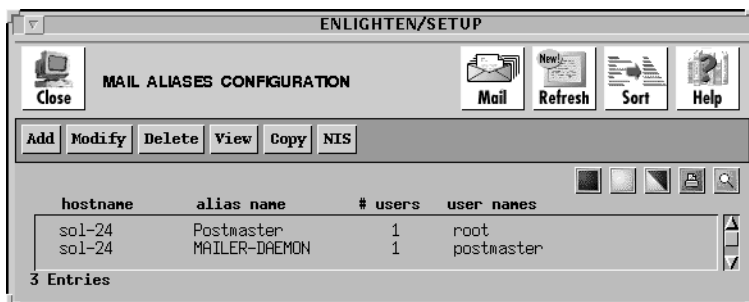 ENLIGHTEN/SETUP
Close
MAIL ALIASES CONFIGURATION
Mail
New!
Refresh
Sort
Help
Add Modify Delete View Copy NIS
hostname alias name # users user names
sol-24 Postmaster 1 root
sol-24 MAILER-DAEMON 1 postmaster
3 Entries